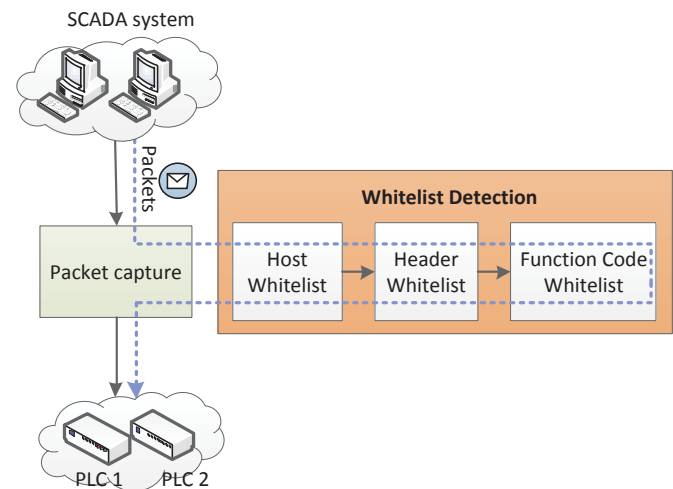 SCADA system
Packets
Whitelist Detection
Packet capture
Host
Whitelist
Header
Whitelist
Function Code
Whitelist
PLC 1
PLC 2